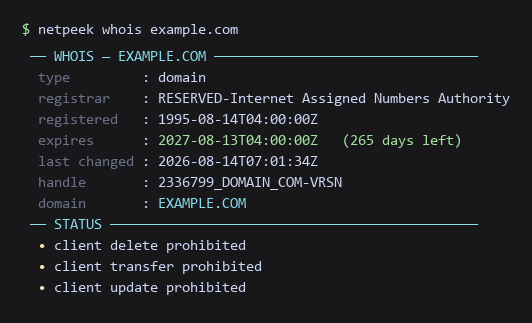 $ netpeek whois example.com
── WHOIS — EXAMPLE.COM ─────────────────────────────────
type : domain
registrar : RESERVED-Internet Assigned Numbers Authority
registered : 1995-08-14T04:00:00Z
expires : 2027-08-13T04:00:00Z (265 days left)
last changed : 2026-08-14T07:01:34Z
handle : 2336799_DOMAIN_COM-VRSN
domain : EXAMPLE.COM
── STATUS ──────────────────────────────────────────────
• client delete prohibited
• client transfer prohibited
• client update prohibited